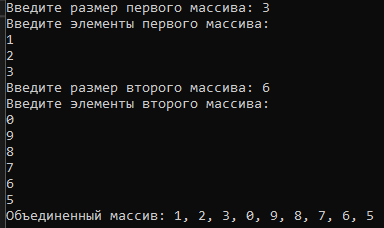 Введите размер первого массива: 3
Введите элементы первого массива:
1
2
3
Введите размер второго массива: 6
Введите элементы второго массива:
0
9
8
7
6
5
Объединенный массив: 1, 2, 3, 0, 9, 8, 7, 6, 5